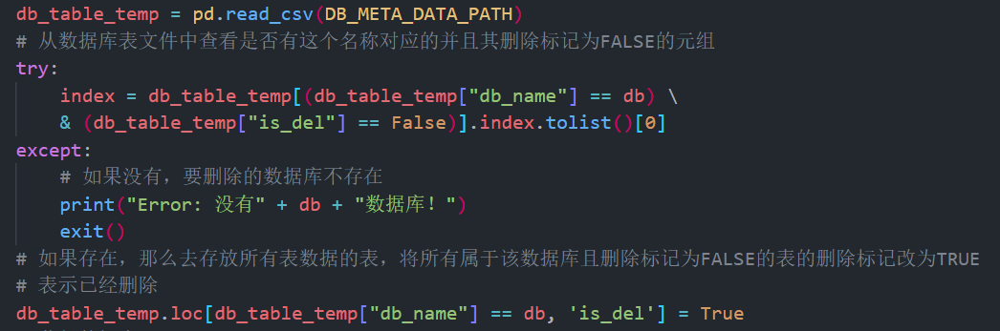 db_table_temp = pd.read_csv(DB_META_DATA_PATH)
# 从数据库表文件中查看是否有这个名称对应的并且其删除标记为FALSE的元组
try:
    index = db_table_temp[(db_table_temp["db_name"] == db) \
    & (db_table_temp["is_del"] == False)].index.tolist()[0]
except:
    # 如果没有，要删除的数据库不存在
    print("Error: 没有" + db + "数据库！")
    exit()
# 如果存在，那么去存放所有表数据的表，将所有属于该数据库且删除标记为FALSE的表的删除标记改为TRUE
# 表示已经删除
db_table_temp.loc[db_table_temp["db_name"] == db, 'is_del'] = True